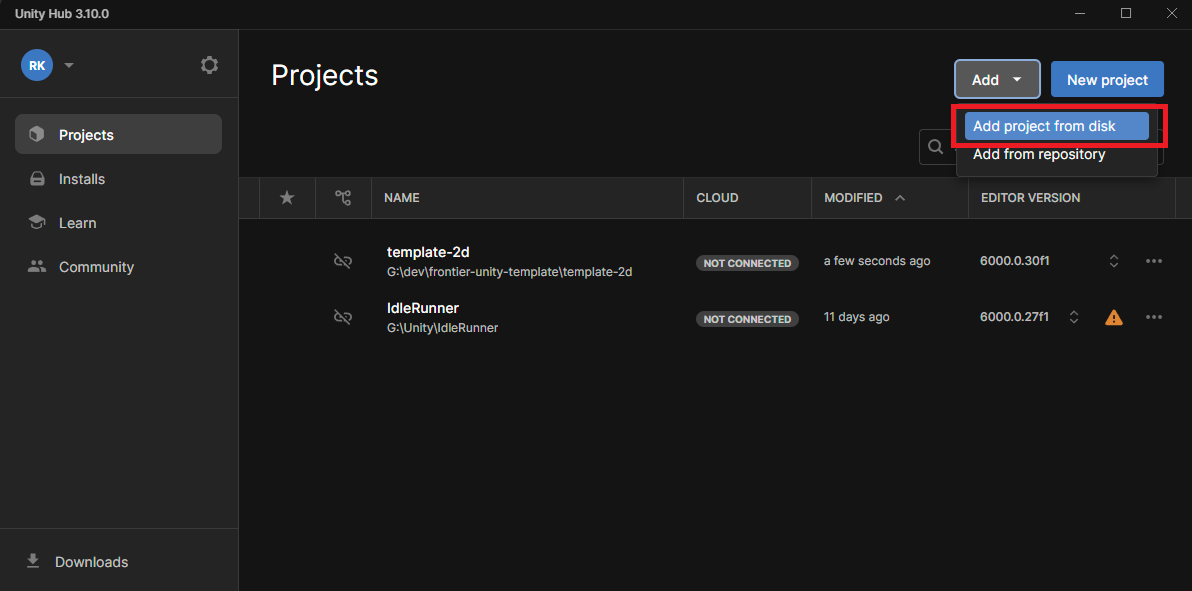 Unity Hub 3.10.0
RK
Projects
Installs
Learn
Community
Downloads
Projects
Add
New project
Add project from disk
Add from repository
NAME
CLOUD
MODIFIED
EDITOR VERSION
template-2d
G:\dev\frontier-unity-template\template-2d
NOT CONNECTED
a few seconds ago
6000.0.30f1
IdleRunner
G:\Unity\IdleRunner
NOT CONNECTED
11 days ago
6000.0.27f1